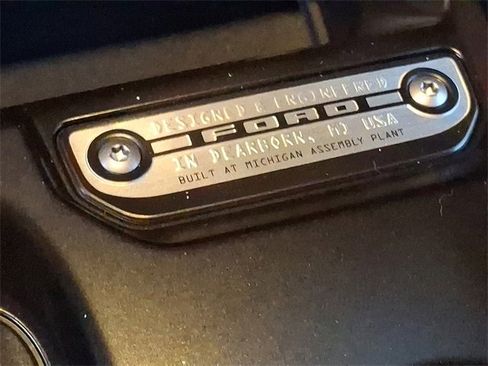 DESIGNED & ENGINEERED
FORD
IN DEARBORN, MI USA
BUILT AT MICHIGAN ASSEMBLY PLANT